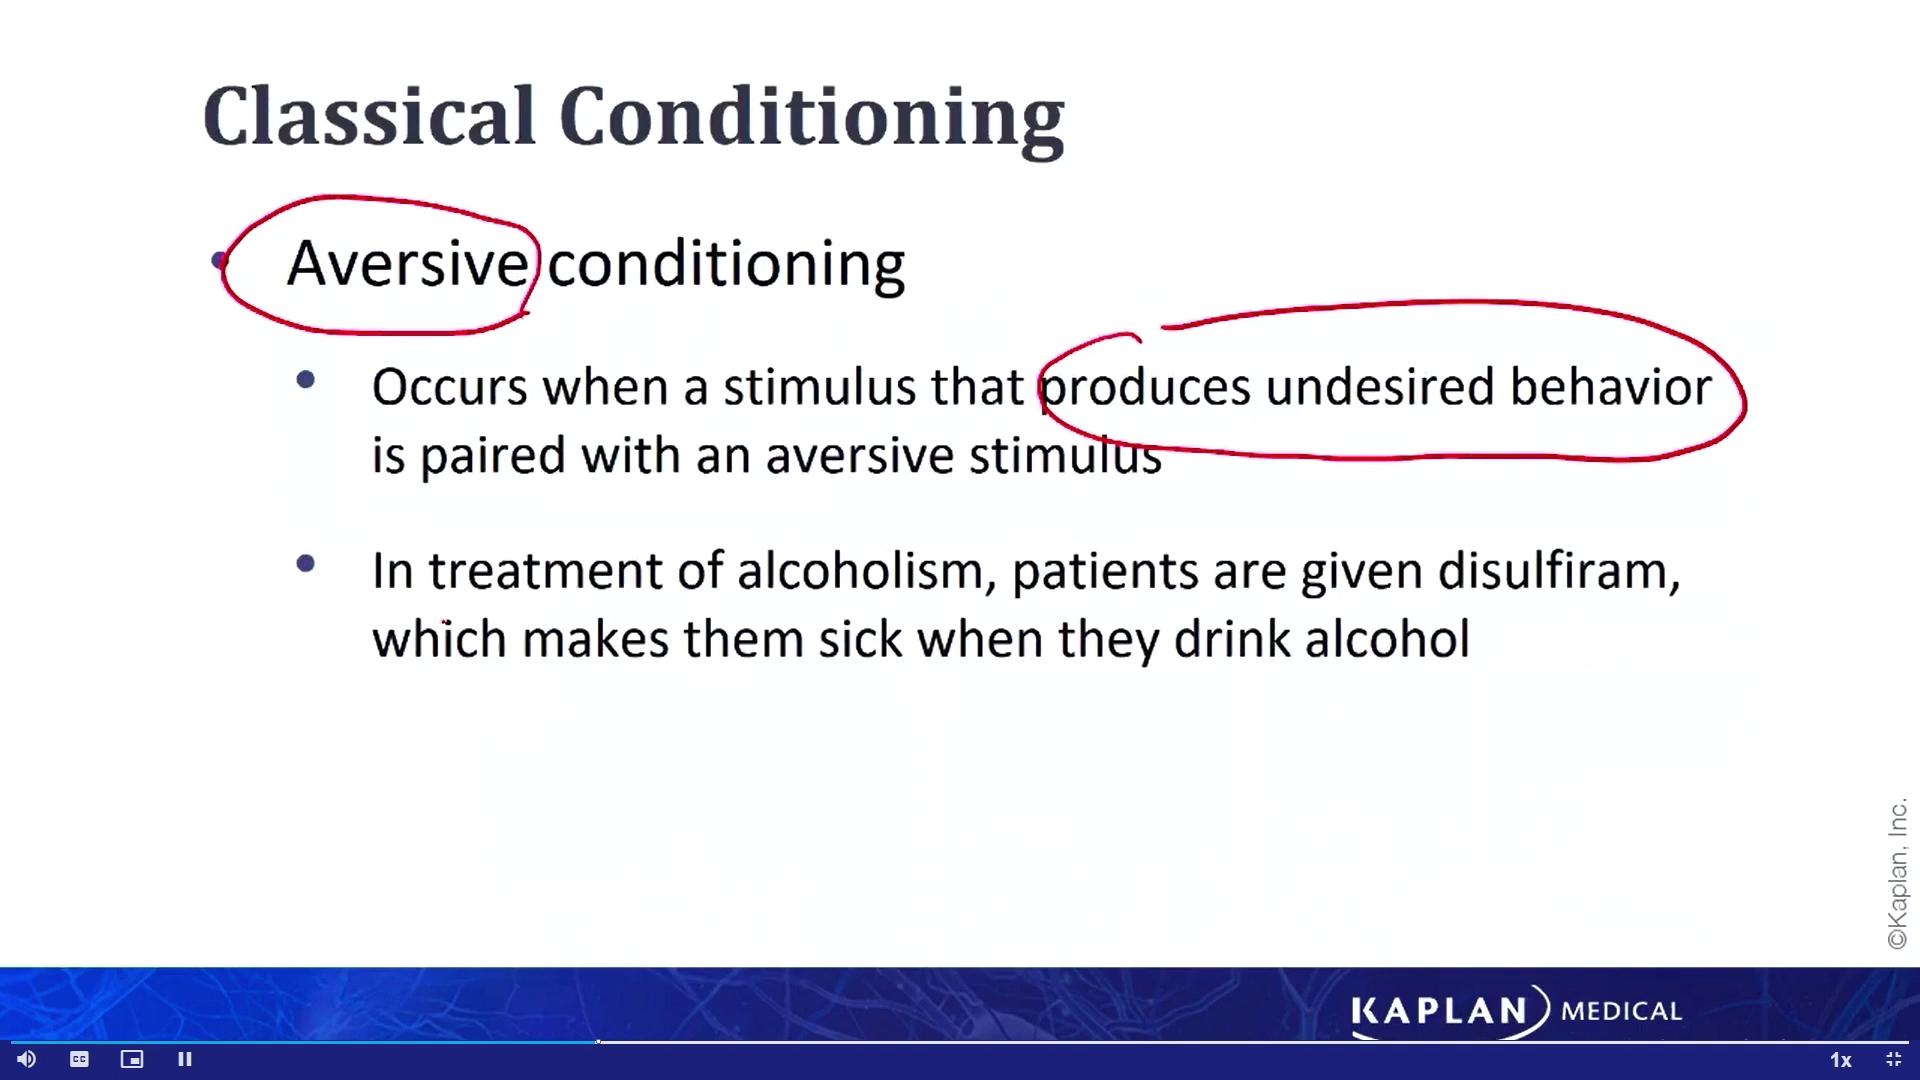 Classical Conditioning
• Aversive conditioning
• Occurs when a stimulus that produces undesired behavior
is paired with an aversive stimulus
• In treatment of alcoholism, patients are given disulfiram,
which makes them sick when they drink alcohol
©Kaplan, Inc.
KAPLAN MEDICAL
CC
1x